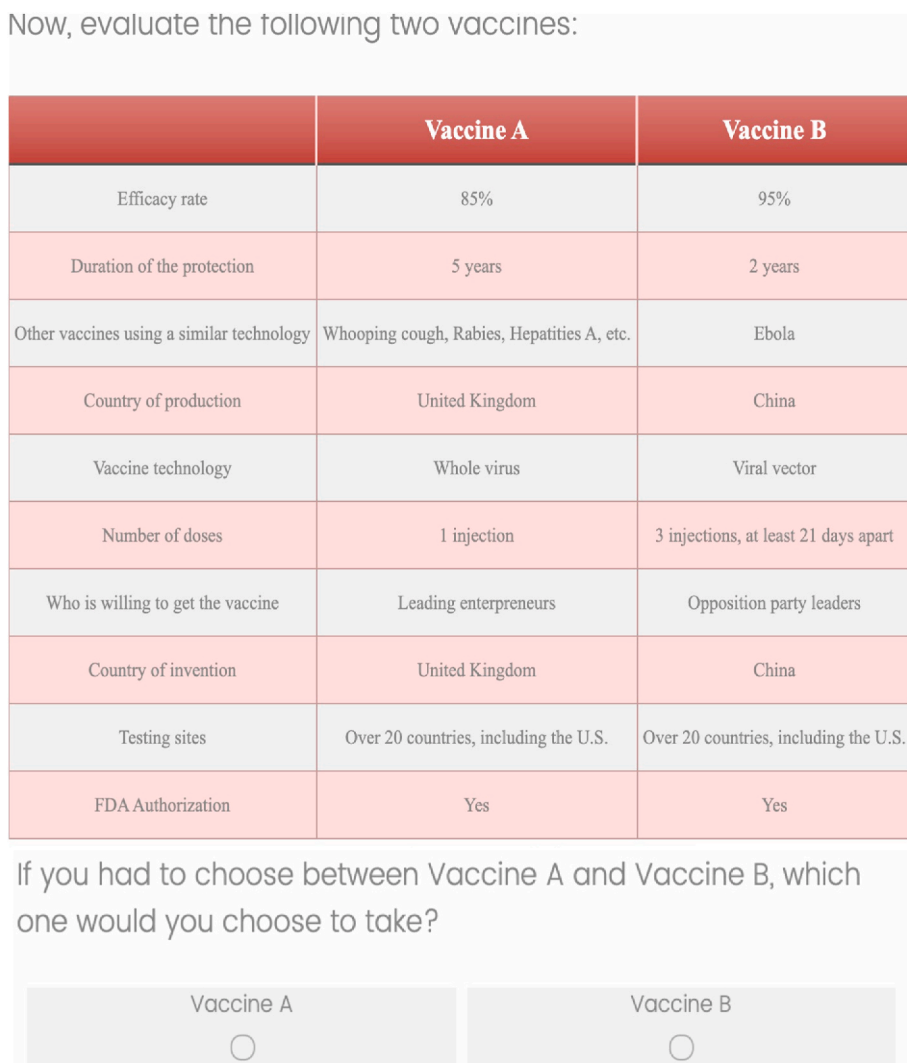 Now, evaluate the following two vaccines:
Vaccine A Vaccine B
Efficacy rate 85% 95%
Duration of the protection 5 years 2 years
Other vaccines using a similar technology Whooping cough, Rabies, Hepatities A, etc. Ebola
Country of production United Kingdom China
Vaccine technology Whole virus Viral vector
Number of doses 1 injection 3 injections, at least 21 days apart
Who is willing to get the vaccine Leading enterpreneurs Opposition party leaders
Country of invention United Kingdom China
Testing sites Over 20 countries, including the U.S. Over 20 countries, including the U.S.
FDA Authorization Yes Yes
If you had to choose between Vaccine A and Vaccine B, which
one would you choose to take?
Vaccine A Vaccine B